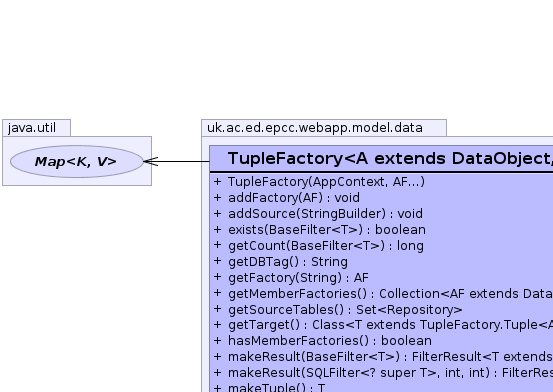 java.util
Map<K, V>
uk.ac.ed.epcc.webapp.model.data
TupleFactory<A extends DataObject,
+ TupleFactory(AppContext, AF...)
+ addFactory(AF) : void
+ addSource(StringBuilder) : void
+ exists(BaseFilter<T>) : boolean
+ getCount(BaseFilter<T>) : long
+ getDBTag() : String
+ getFactory(String) : AF
+ getMemberFactories() : Collection<AF extends Data
+ getSourceTables() : Set<Repository>
+ getTarget() : Class<T extends TupleFactory.Tuple<A
+ hasMemberFactories() : boolean
+ makeResult(BaseFilter<T>) : FilterResult<T extends
+ makeResult(SQLFilter<? super T>, int, int) : FilterRes
+ makeTuple() : T